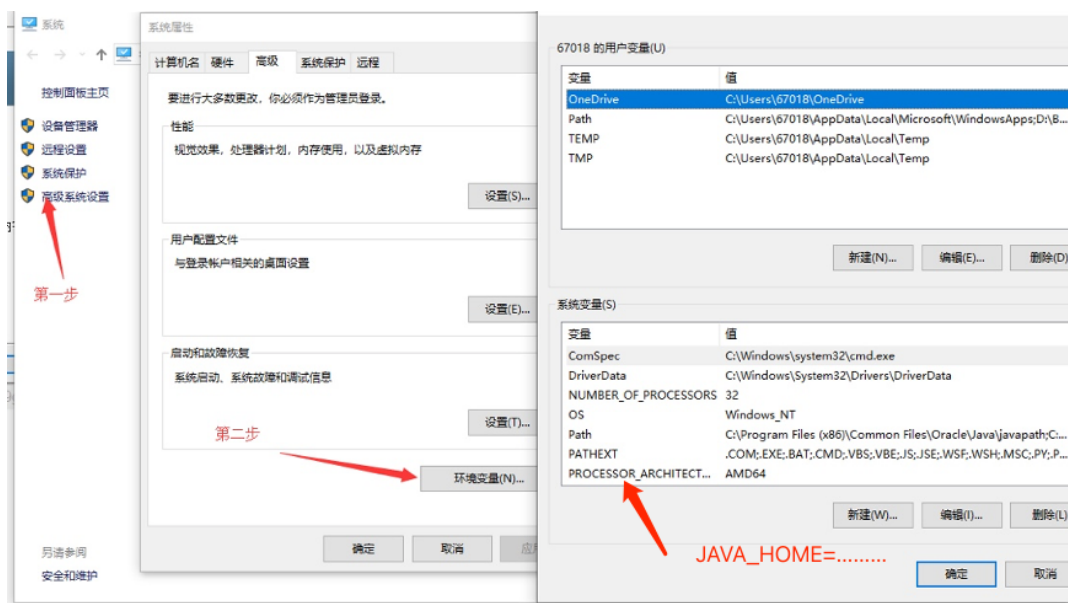 系统
控制面板主页
设备管理器
远程设置
系统保护
高级系统设置
第一步
另请参阅
安全和维护
系统属性
计算机名 硬件 高级 系统保护 远程
要进行大多数更改，你必须作为管理员登录。
性能
视觉效果，处理器计划，内存使用，以及虚拟内存
设置(S)...
用户配置文件
与登录帐户相关的桌面设置
设置(E)...
启动和故障恢复
系统启动、系统故障和调试信息
设置(T)...
第二步
环境变量(N)...
确定 取消
67018 的用户变量(U)
变量 值
OneDrive C:\Users\67018\OneDrive
Path C:\Users\67018\AppData\Local\Microsoft\WindowsApps;D:\B...
TEMP C:\Users\67018\AppData\Local\Temp
TMP C:\Users\67018\AppData\Local\Temp
新建(N)... 编辑(E)... 删除(D)
系统变量(S)
变量 值
ComSpec C:\Windows\system32\cmd.exe
DriverData C:\Windows\System32\Drivers\DriverData
NUMBER_OF_PROCESSORS 32
OS Windows_NT
Path C:\Program Files (x86)\Common Files\Oracle\Java\javapath;C:...
PATHEXT .COM;.EXE;.BAT;.CMD;.VBS;.VBE;.JS;.JSE;.WSF;.WSH;.MSC;.PY;.P...
PROCESSOR_ARCHITECT... AMD64
新建(W)... 编辑(I)... 删除(L)
JAVA_HOME=.........
确定 取消